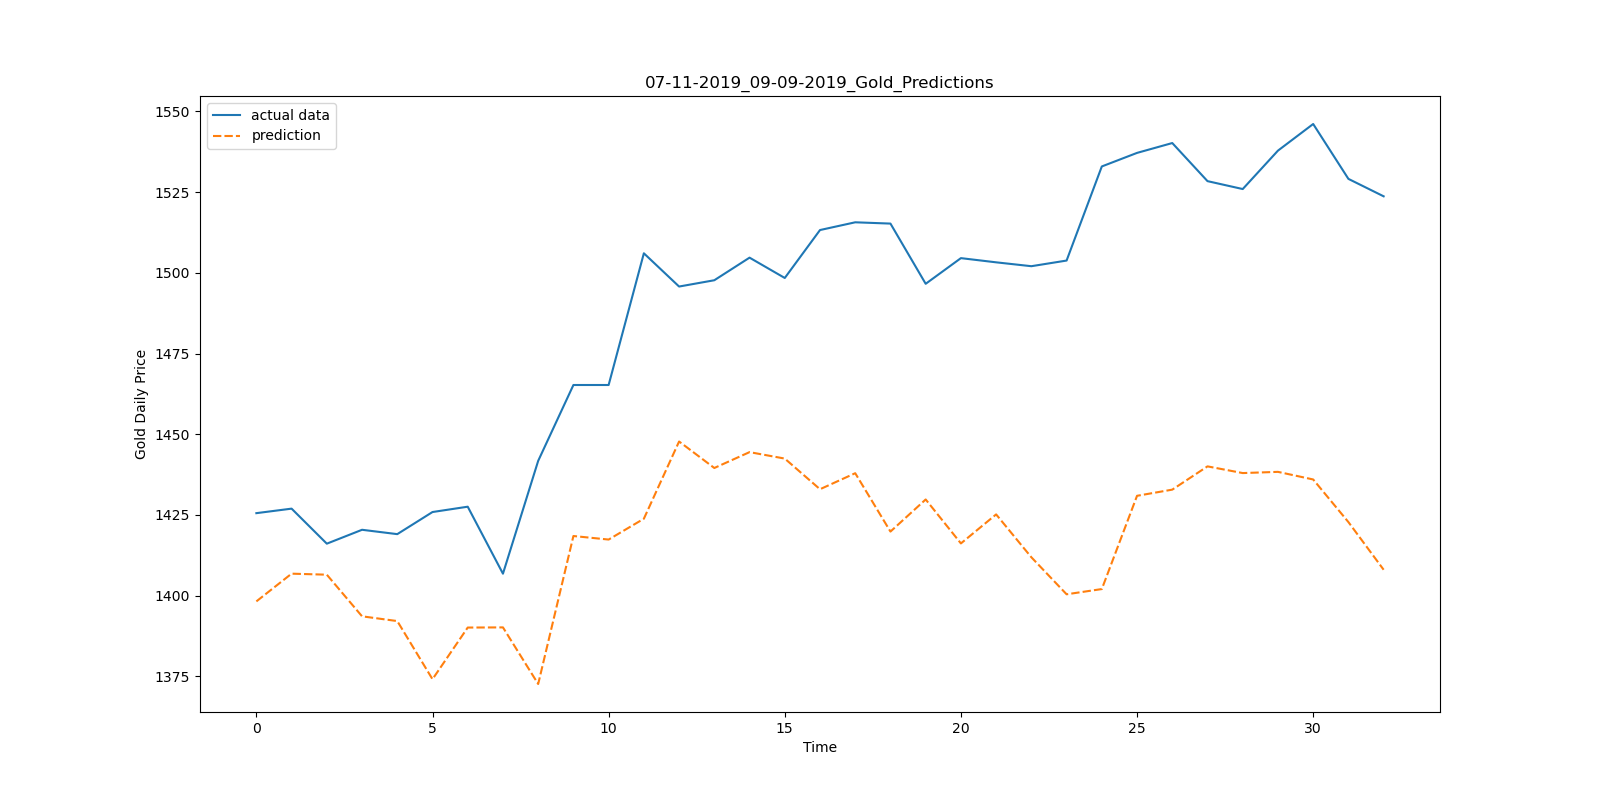 07-11-2019_09-09-2019_Gold_Predictions
actual data
prediction
Gold Daily Price
1550
1525
1500
1475
1450
1425
1400
1375
0 5 10 15 20 25 30
Time